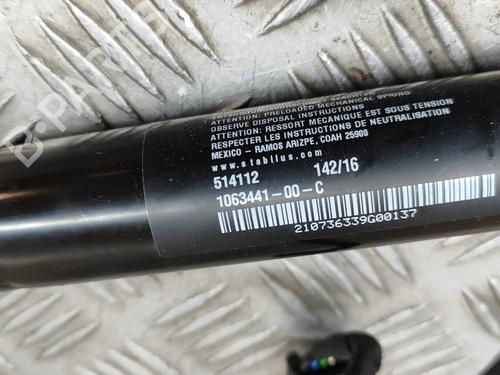 ATTENTION: PRELOADED MECHANICAL SPRING
OBSERVE DISPOSAL INSTRUCTIONS
ATTENTION: RESSORT MÉCANIQUE EST SOUS TENSION
RESPECTER LES INSTRUCTIONS DE NEUTRALISATION
MEXICO - RAMOS ARIZPE, COAH 25900
www.stabilus.com
514112 142/16
1063441-00-C
210736339G00137